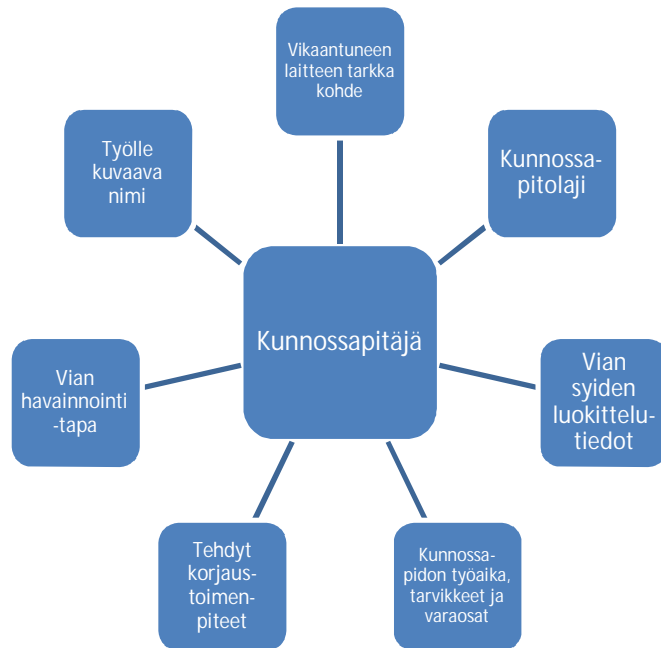 Vikaantuneen
laitteen tarkka
kohde
Työlle
kuvaava
nimi
Kunnossa-
pitolaji
Kunnossapitäjä
Vian
havainnointi
-tapa
Vian
syiden
luokittelu-
tiedot
Tehdyt
korjaus-
toimen-
piteet
Kunnossa-
pidon työaika,
tarvikkeet ja
varaosat